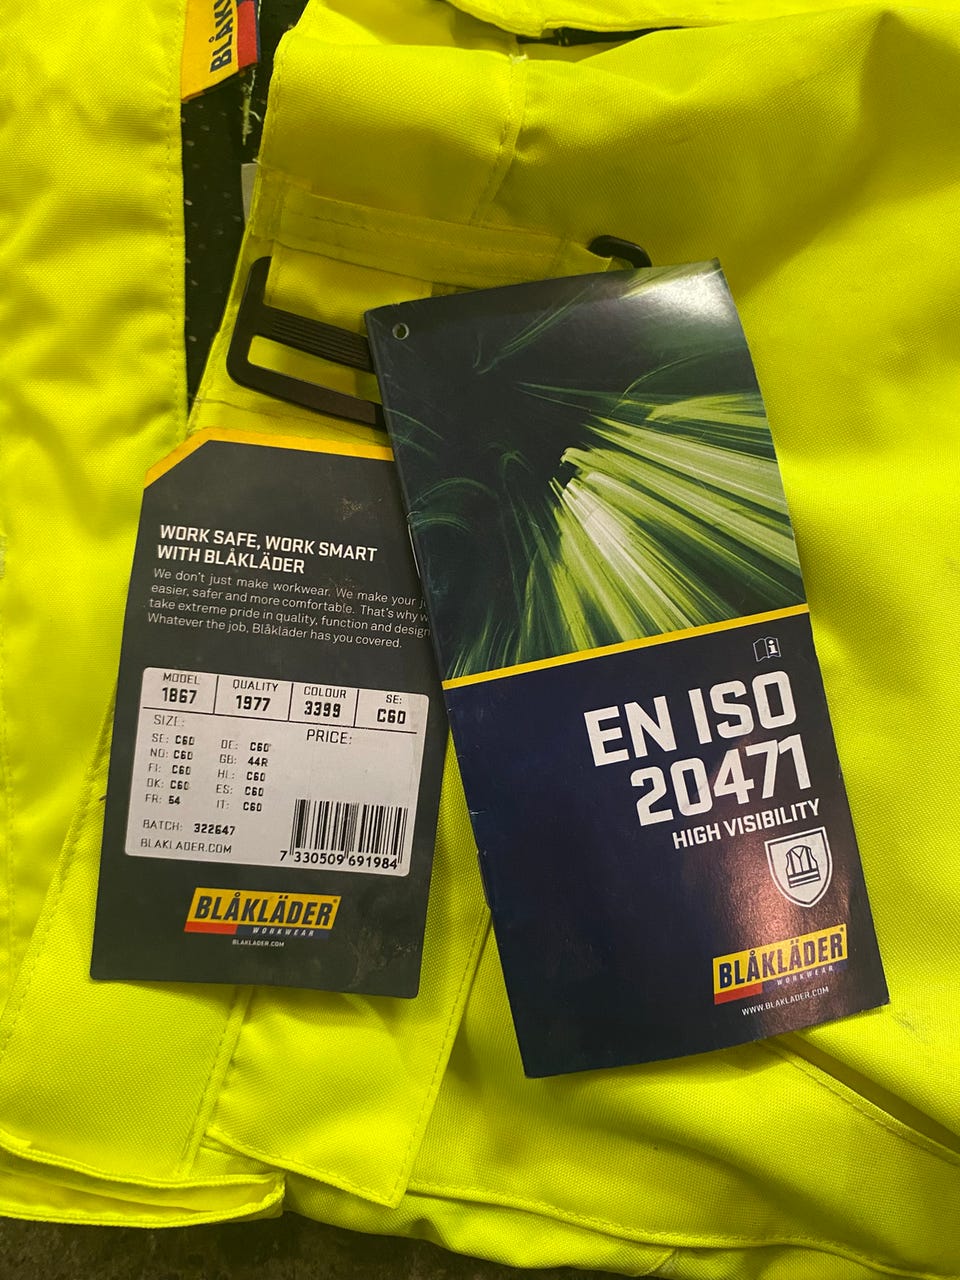 BLÅK
WORK SAFE, WORK SMART
WITH BLÅKLÄDER
We don't just make workwear. We make your
easier, safer and more comfortable. That's why
take extreme pride in quality, function and design
Whatever the job, Blåkläder has you covered.
MODEL
1867
QUALITY
1977
COLOUR
3399
SE:
C60
SIZE:
PRICE:
SE: C60
NO: C60
FI: C60
DK: C60
FR: 54
DE: C60
GB: 44R
NL: C60
ES: C60
IT: C60
BATCH: 322647
BLAKLADER.COM
7 330509 691984
BLÅKLÄDER
WORKWEAR
BLAKLADER.COM
EN ISO
20471
HIGH VISIBILITY
BLÅKLÄDER
WORKWEAR
WWW.BLAKLADER.COM